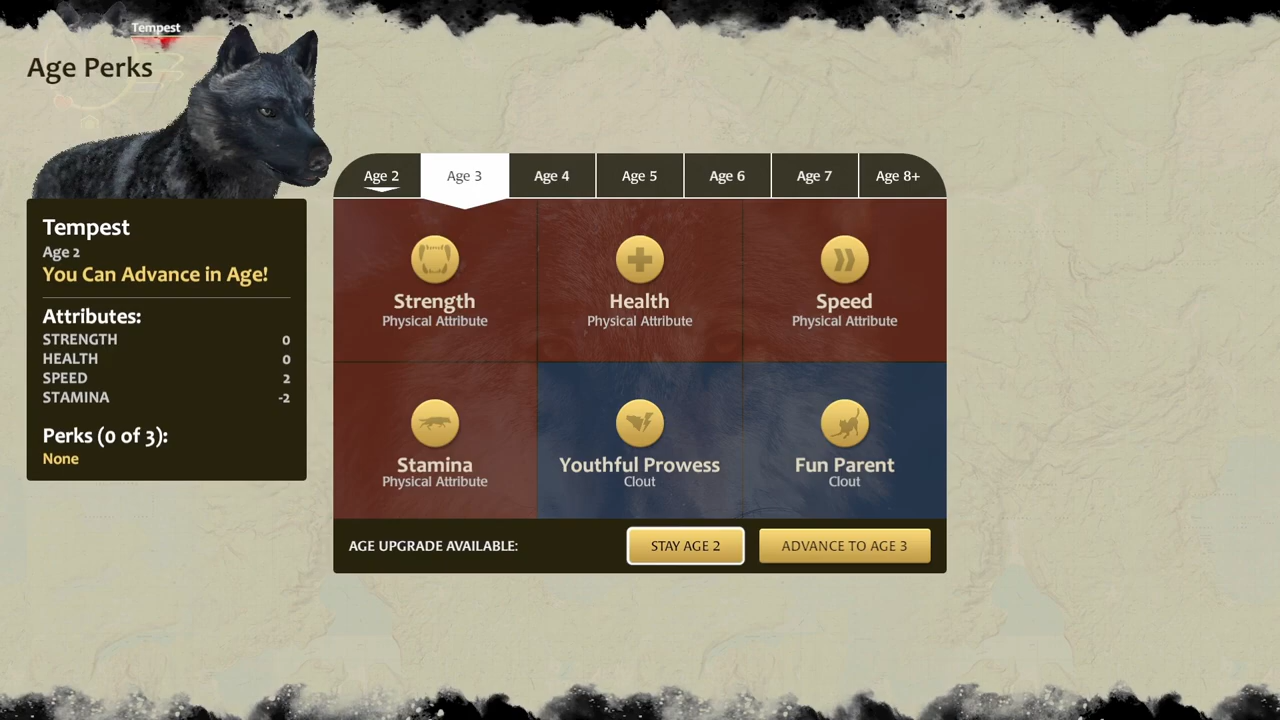 Tempest
Age Perks
Age 2
Age 3
Age 4
Age 5
Age 6
Age 7
Age 8+
Tempest
Age 2
You Can Advance in Age!
Attributes:
STRENGTH 0
HEALTH 0
SPEED 2
STAMINA -2
Perks (0 of 3):
None
Strength
Physical Attribute
Health
Physical Attribute
Speed
Physical Attribute
Stamina
Physical Attribute
Youthful Prowess
Clout
Fun Parent
Clout
AGE UPGRADE AVAILABLE:
STAY AGE 2
ADVANCE TO AGE 3